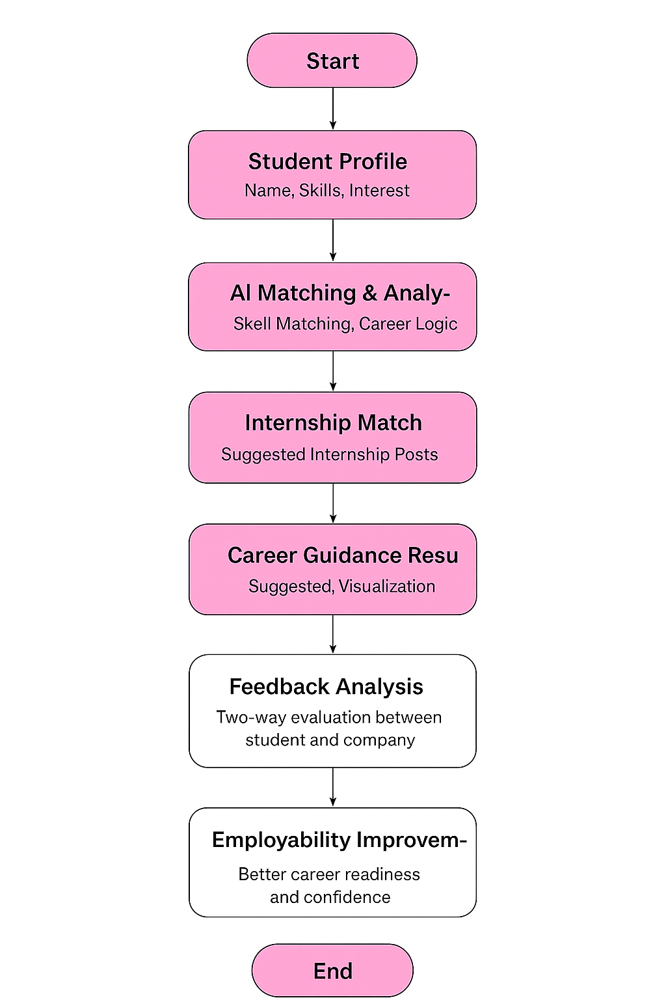 Start
Student Profile
Name, Skills, Interest
AI Matching & Analy-
Skell Matching, Career Logic
Internship Match
Suggested Internship Posts
Career Guidance Resu
Suggested, Visualization
Feedback Analysis
Two-way evaluation between
student and company
Employability Improvem-
Better career readiness
and confidence
End